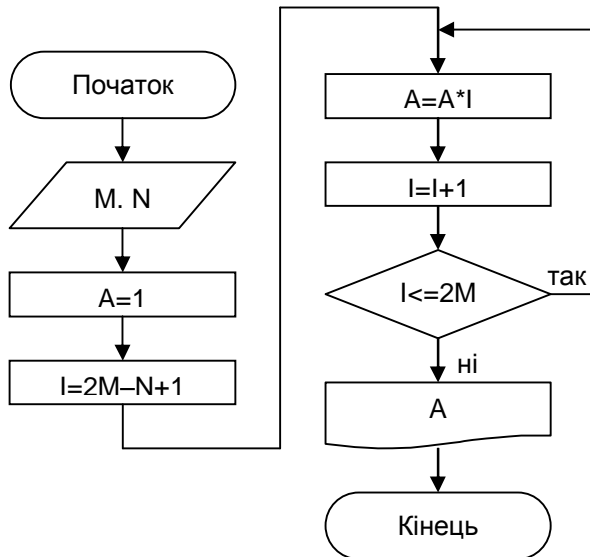 Початок
M. N
A=1
I=2M–N+1
A=A*I
I=I+1
I<=2M
так
ні
A
Кінець